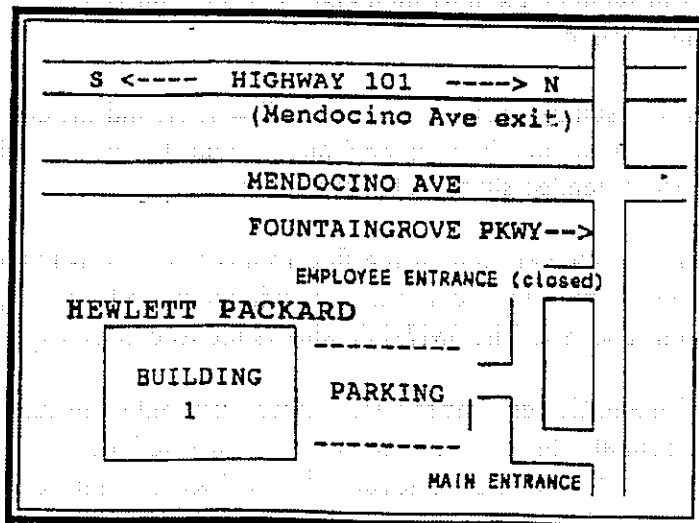 S <---- HIGHWAY 101 ----> N
(Mendocino Ave exit)
MENDOCINO AVE
FOUNTAINGROVE PKWY-->
EMPLOYEE ENTRANCE (closed)
HEWLETT PACKARD
BUILDING
1
PARKING
MAIN ENTRANCE